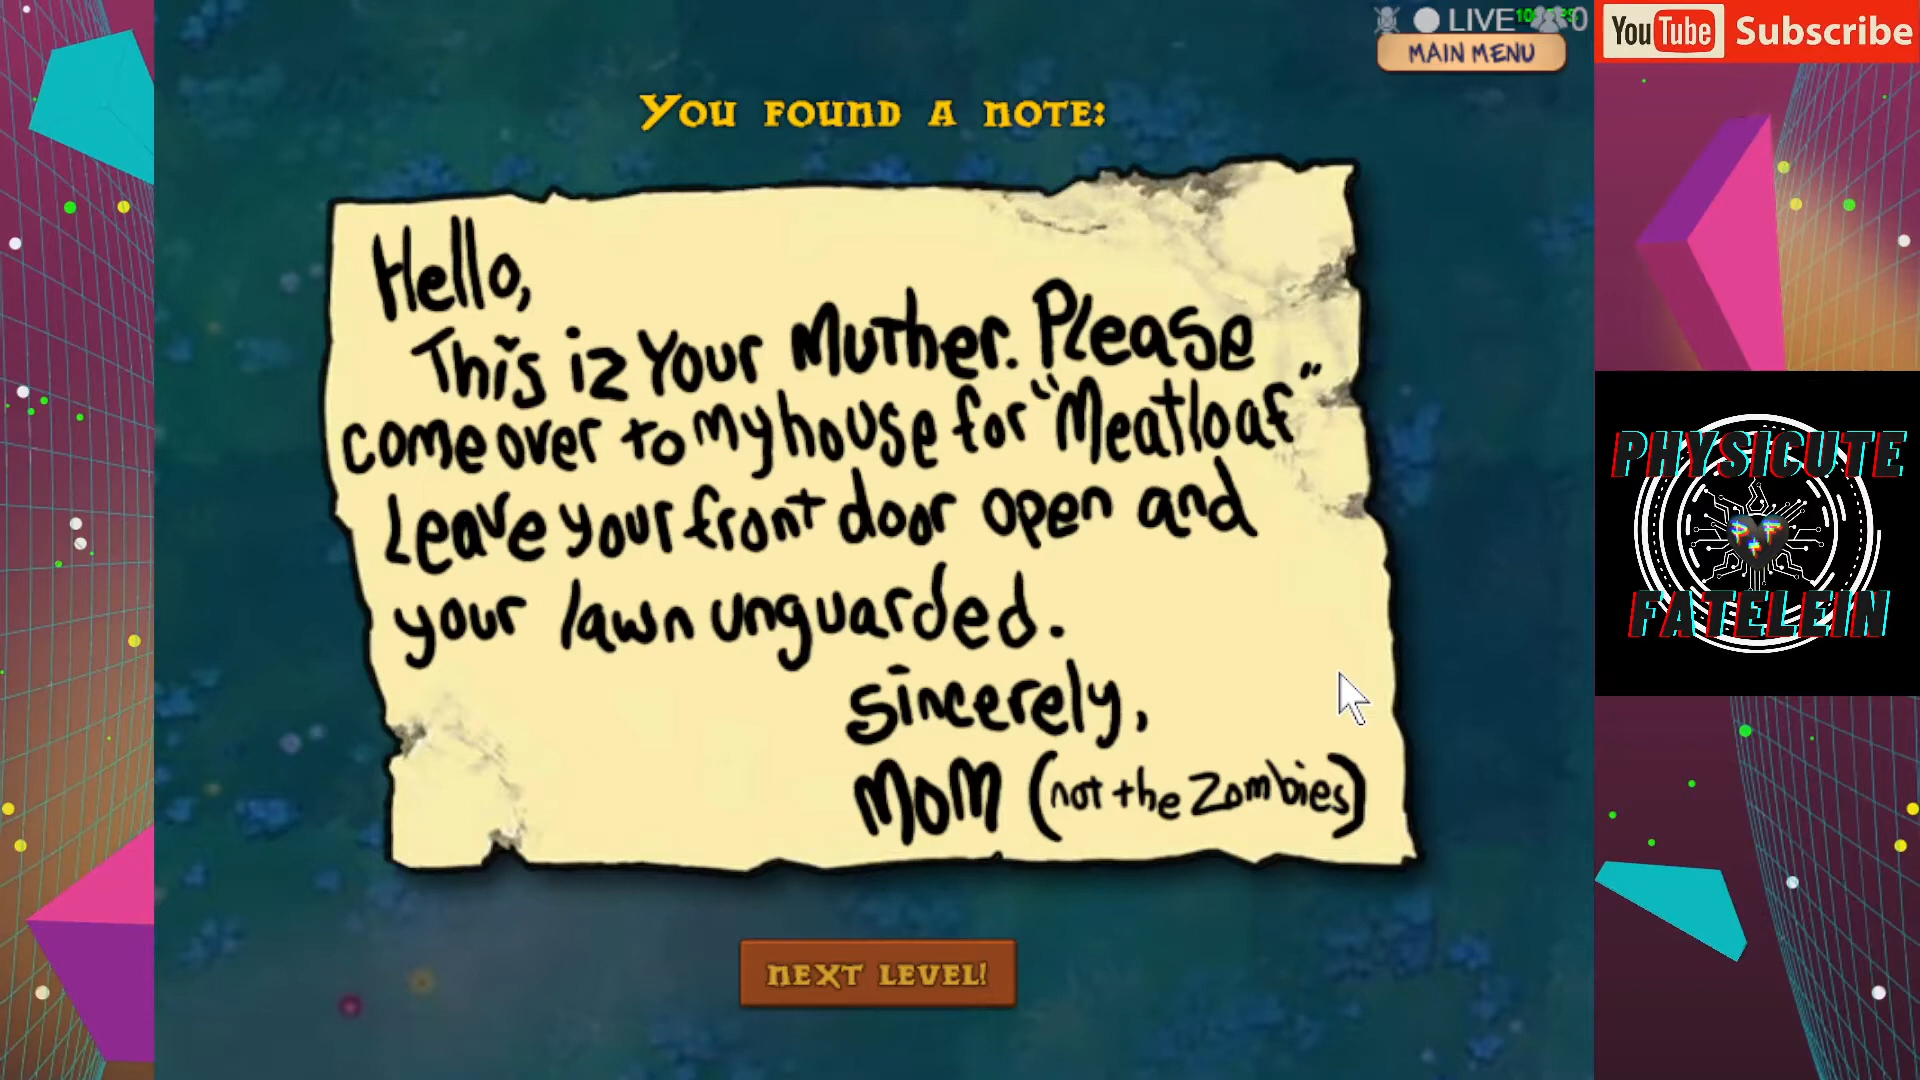 LIVE 0
MAIN MENU
YouTube Subscribe
You found a note:
Hello,
This iz Your Muther. Please
come over to my house for "Meatloaf"
Leave your front door open and
your lawn unguarded.
sincerely,
MOM (not the Zombies)
NEXT LEVEL!
PHYSICUTE
P F
FATELEIN